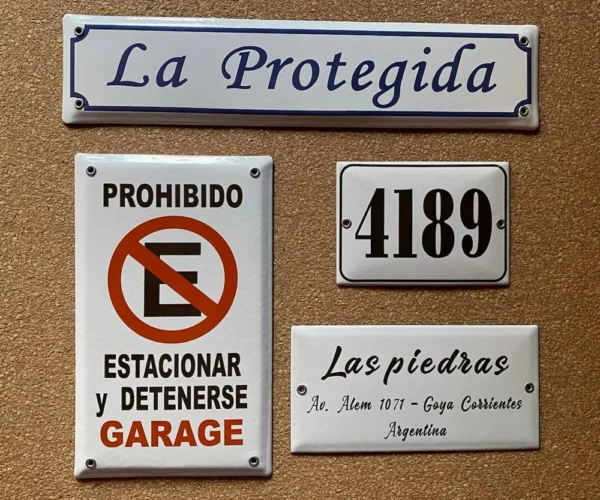 La Protegida
PROHIBIDO
E
ESTACIONAR
y DETENERSE
GARAGE
4189
Las piedras
Av. Alem 1071 - Goya Corrientes
Argentina